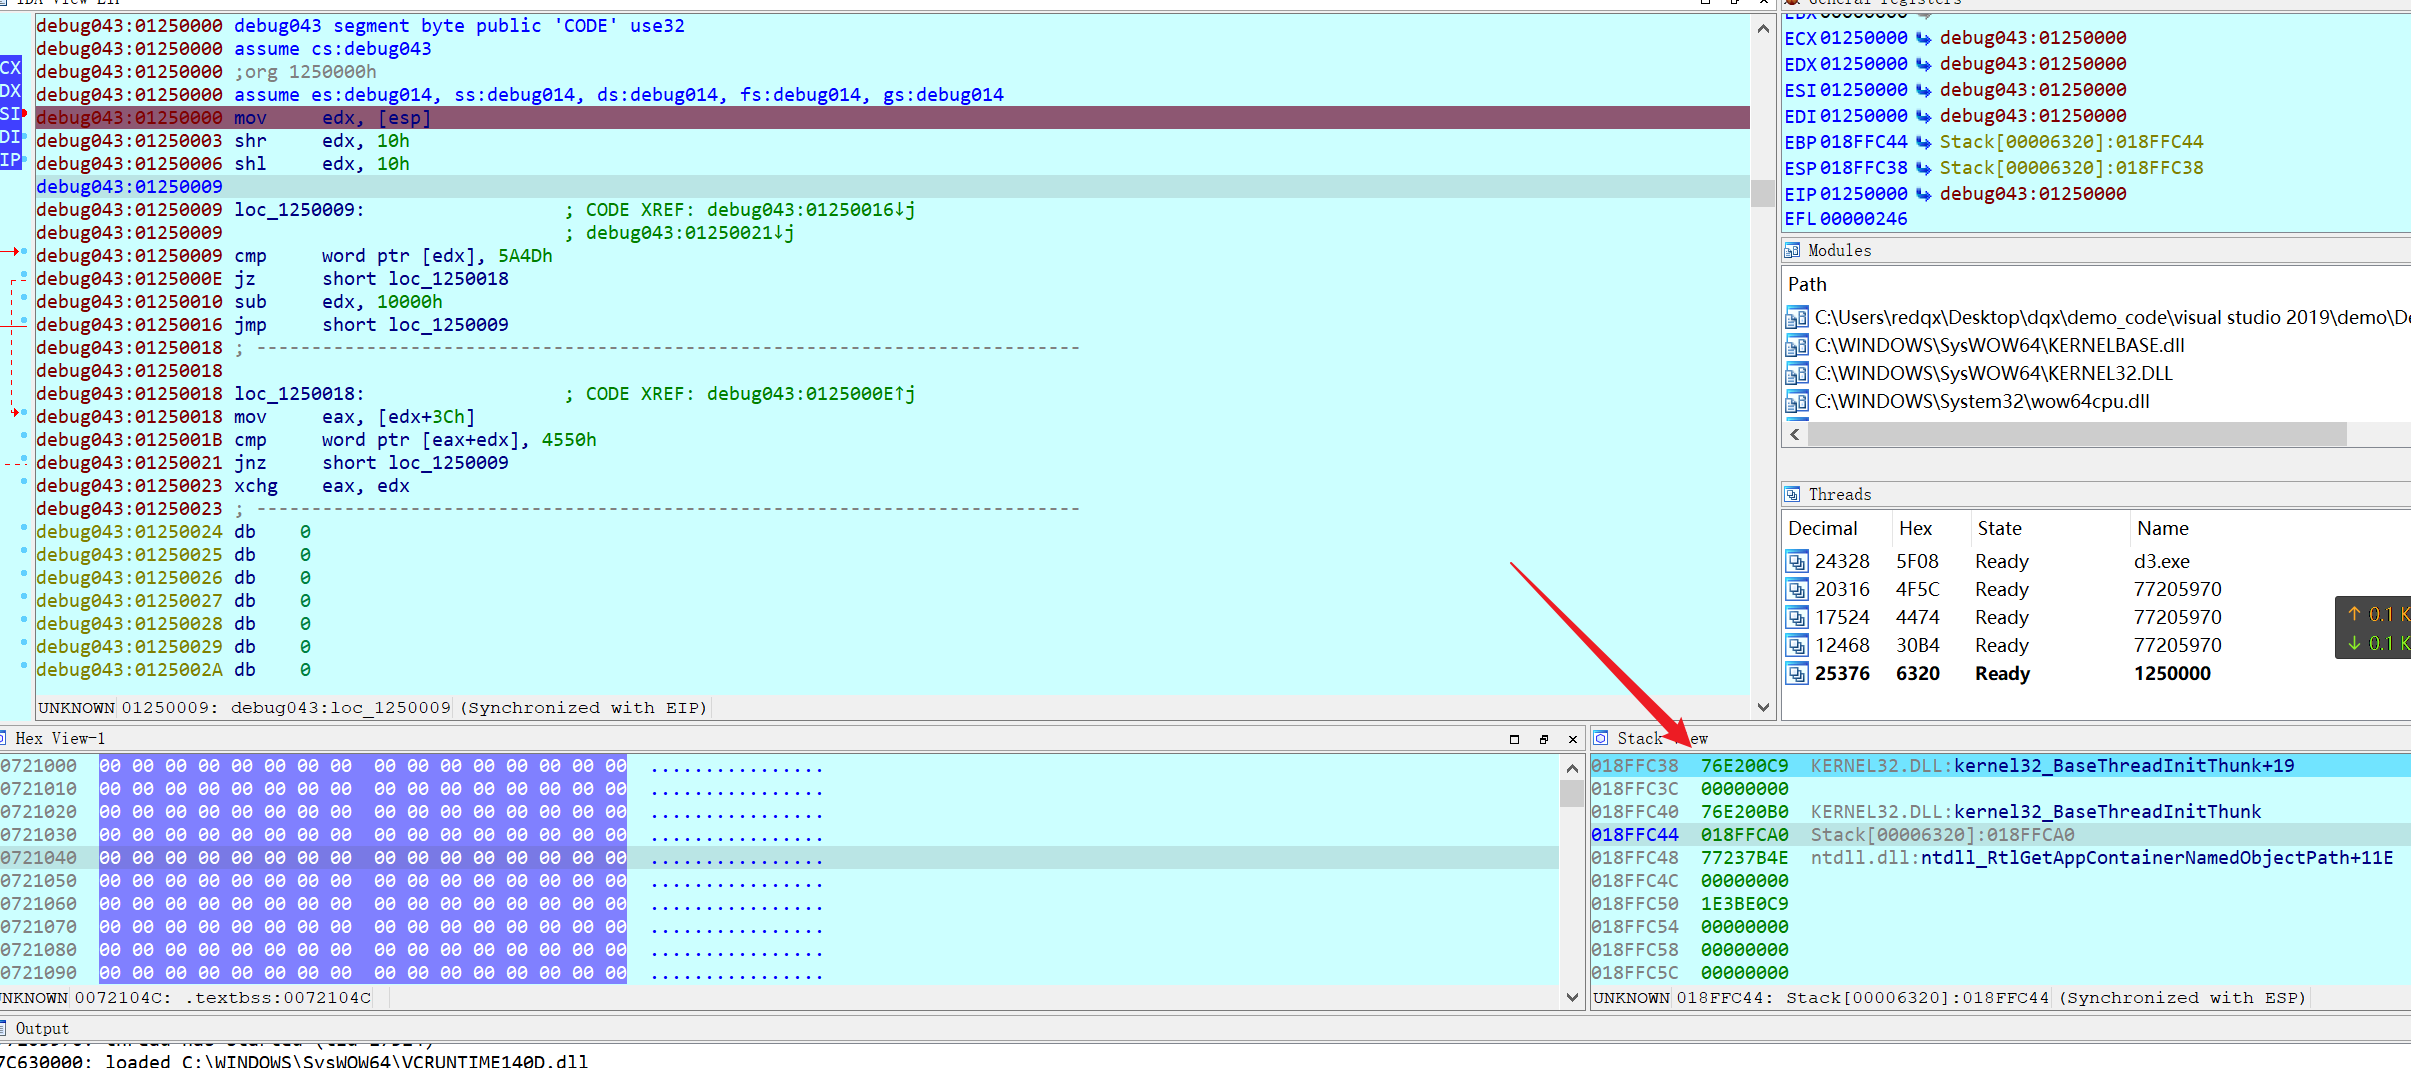 IDA View-EIP
debug043:01250000 debug043 segment byte public 'CODE' use32
debug043:01250000 assume cs:debug043
debug043:01250000 ;org 1250000h
debug043:01250000 assume es:debug014, ss:debug014, ds:debug014, fs:debug014, gs:debug014
debug043:01250000 mov edx, [esp]
debug043:01250003 shr edx, 10h
debug043:01250006 shl edx, 10h
debug043:01250009
debug043:01250009 loc_1250009: ; CODE XREF: debug043:01250016↓j
debug043:01250009 ; debug043:01250021↓j
debug043:01250009 cmp word ptr [edx], 5A4Dh
debug043:0125000E jz short loc_1250018
debug043:01250010 sub edx, 10000h
debug043:01250016 jmp short loc_1250009
debug043:01250018 ; ---------------------------------------------------------------------------
debug043:01250018
debug043:01250018 loc_1250018: ; CODE XREF: debug043:0125000E↑j
debug043:01250018 mov eax, [edx+3Ch]
debug043:0125001B cmp word ptr [eax+edx], 4550h
debug043:01250021 jnz short loc_1250009
debug043:01250023 xchg eax, edx
debug043:01250023 ; ---------------------------------------------------------------------------
debug043:01250024 db 0
debug043:01250025 db 0
debug043:01250026 db 0
debug043:01250027 db 0
debug043:01250028 db 0
debug043:01250029 db 0
debug043:0125002A db 0
CX
DX
SI
DI
IP
UNKNOWN 01250009: debug043:loc_1250009 (Synchronized with EIP)
General registers
ECX 01250000 debug043:01250000
EDX 01250000 debug043:01250000
ESI 01250000 debug043:01250000
EDI 01250000 debug043:01250000
EBP 018FFC44 Stack[00006320]:018FFC44
ESP 018FFC38 Stack[00006320]:018FFC38
EIP 01250000 debug043:01250000
EFL 00000246
Modules
Path
C:\Users\redqx\Desktop\dqx\demo_code\visual studio 2019\demo\De
C:\WINDOWS\SysWOW64\KERNELBASE.dll
C:\WINDOWS\SysWOW64\KERNEL32.DLL
C:\WINDOWS\System32\wow64cpu.dll
Threads
Decimal Hex State Name
24328 5F08 Ready d3.exe
20316 4F5C Ready 77205970
17524 4474 Ready 77205970
12468 30B4 Ready 77205970
25376 6320 Ready 1250000
↑ 0.1 K
↓ 0.1 K
Hex View-1
0721000 00 00 00 00 00 00 00 00 00 00 00 00 00 00 00 00 ................
0721010 00 00 00 00 00 00 00 00 00 00 00 00 00 00 00 00 ................
0721020 00 00 00 00 00 00 00 00 00 00 00 00 00 00 00 00 ................
0721030 00 00 00 00 00 00 00 00 00 00 00 00 00 00 00 00 ................
0721040 00 00 00 00 00 00 00 00 00 00 00 00 00 00 00 00 ................
0721050 00 00 00 00 00 00 00 00 00 00 00 00 00 00 00 00 ................
0721060 00 00 00 00 00 00 00 00 00 00 00 00 00 00 00 00 ................
0721070 00 00 00 00 00 00 00 00 00 00 00 00 00 00 00 00 ................
0721080 00 00 00 00 00 00 00 00 00 00 00 00 00 00 00 00 ................
0721090 00 00 00 00 00 00 00 00 00 00 00 00 00 00 00 00 ................
UNKNOWN 0072104C: .textbss:0072104C
Stack view
018FFC38 76E200C9 KERNEL32.DLL:kernel32_BaseThreadInitThunk+19
018FFC3C 00000000
018FFC40 76E200B0 KERNEL32.DLL:kernel32_BaseThreadInitThunk
018FFC44 018FFCA0 Stack[00006320]:018FFCA0
018FFC48 77237B4E ntdll.dll:ntdll_RtlGetAppContainerNamedObjectPath+11E
018FFC4C 00000000
018FFC50 1E3BE0C9
018FFC54 00000000
018FFC58 00000000
018FFC5C 00000000
UNKNOWN 018FFC44: Stack[00006320]:018FFC44 (Synchronized with ESP)
Output
7C630000: loaded C:\WINDOWS\SysWOW64\VCRUNTIME140D.dll